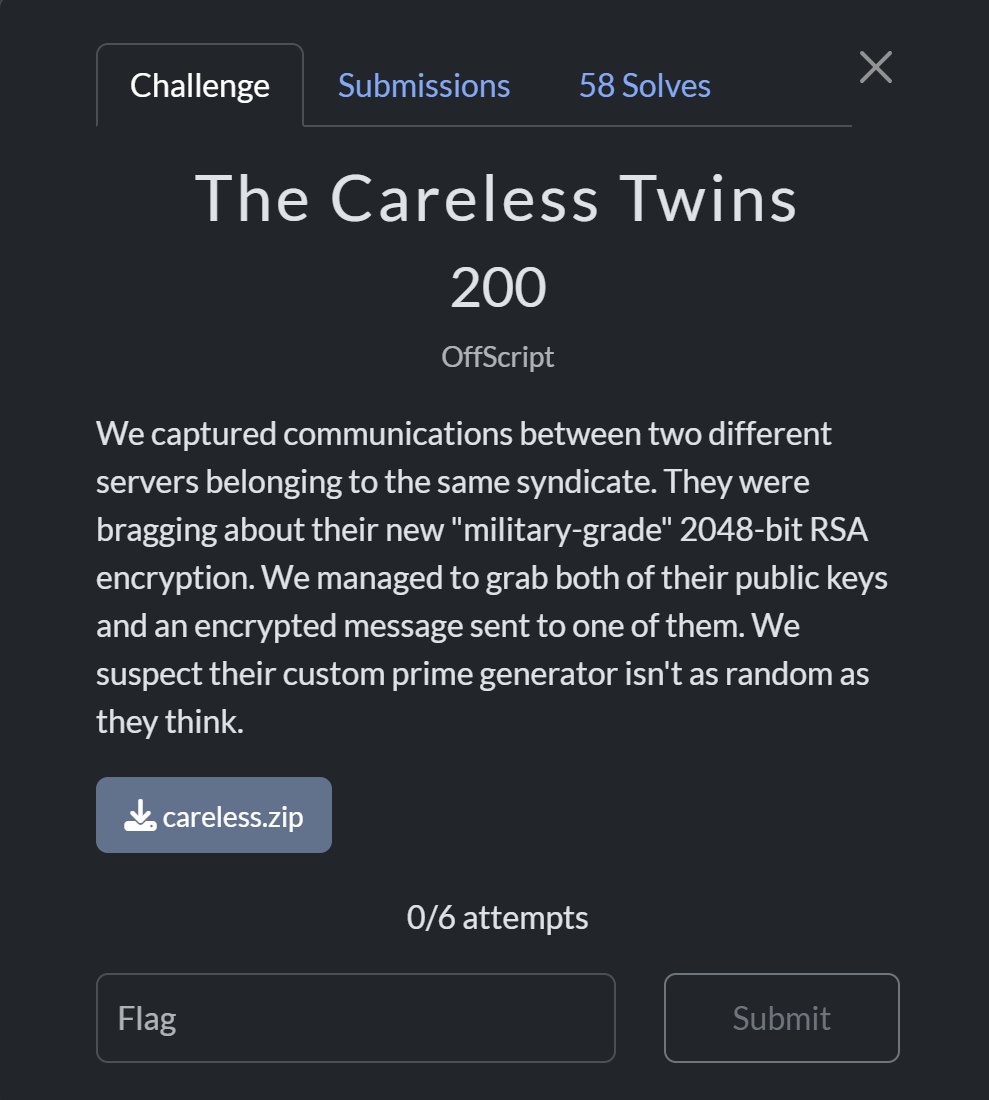 Challenge Submissions 58 Solves
The Careless Twins
200
OffScript
We captured communications between two different
servers belonging to the same syndicate. They were
bragging about their new "military-grade" 2048-bit RSA
encryption. We managed to grab both of their public keys
and an encrypted message sent to one of them. We
suspect their custom prime generator isn't as random as
they think.
careless.zip
0/6 attempts
Flag Submit